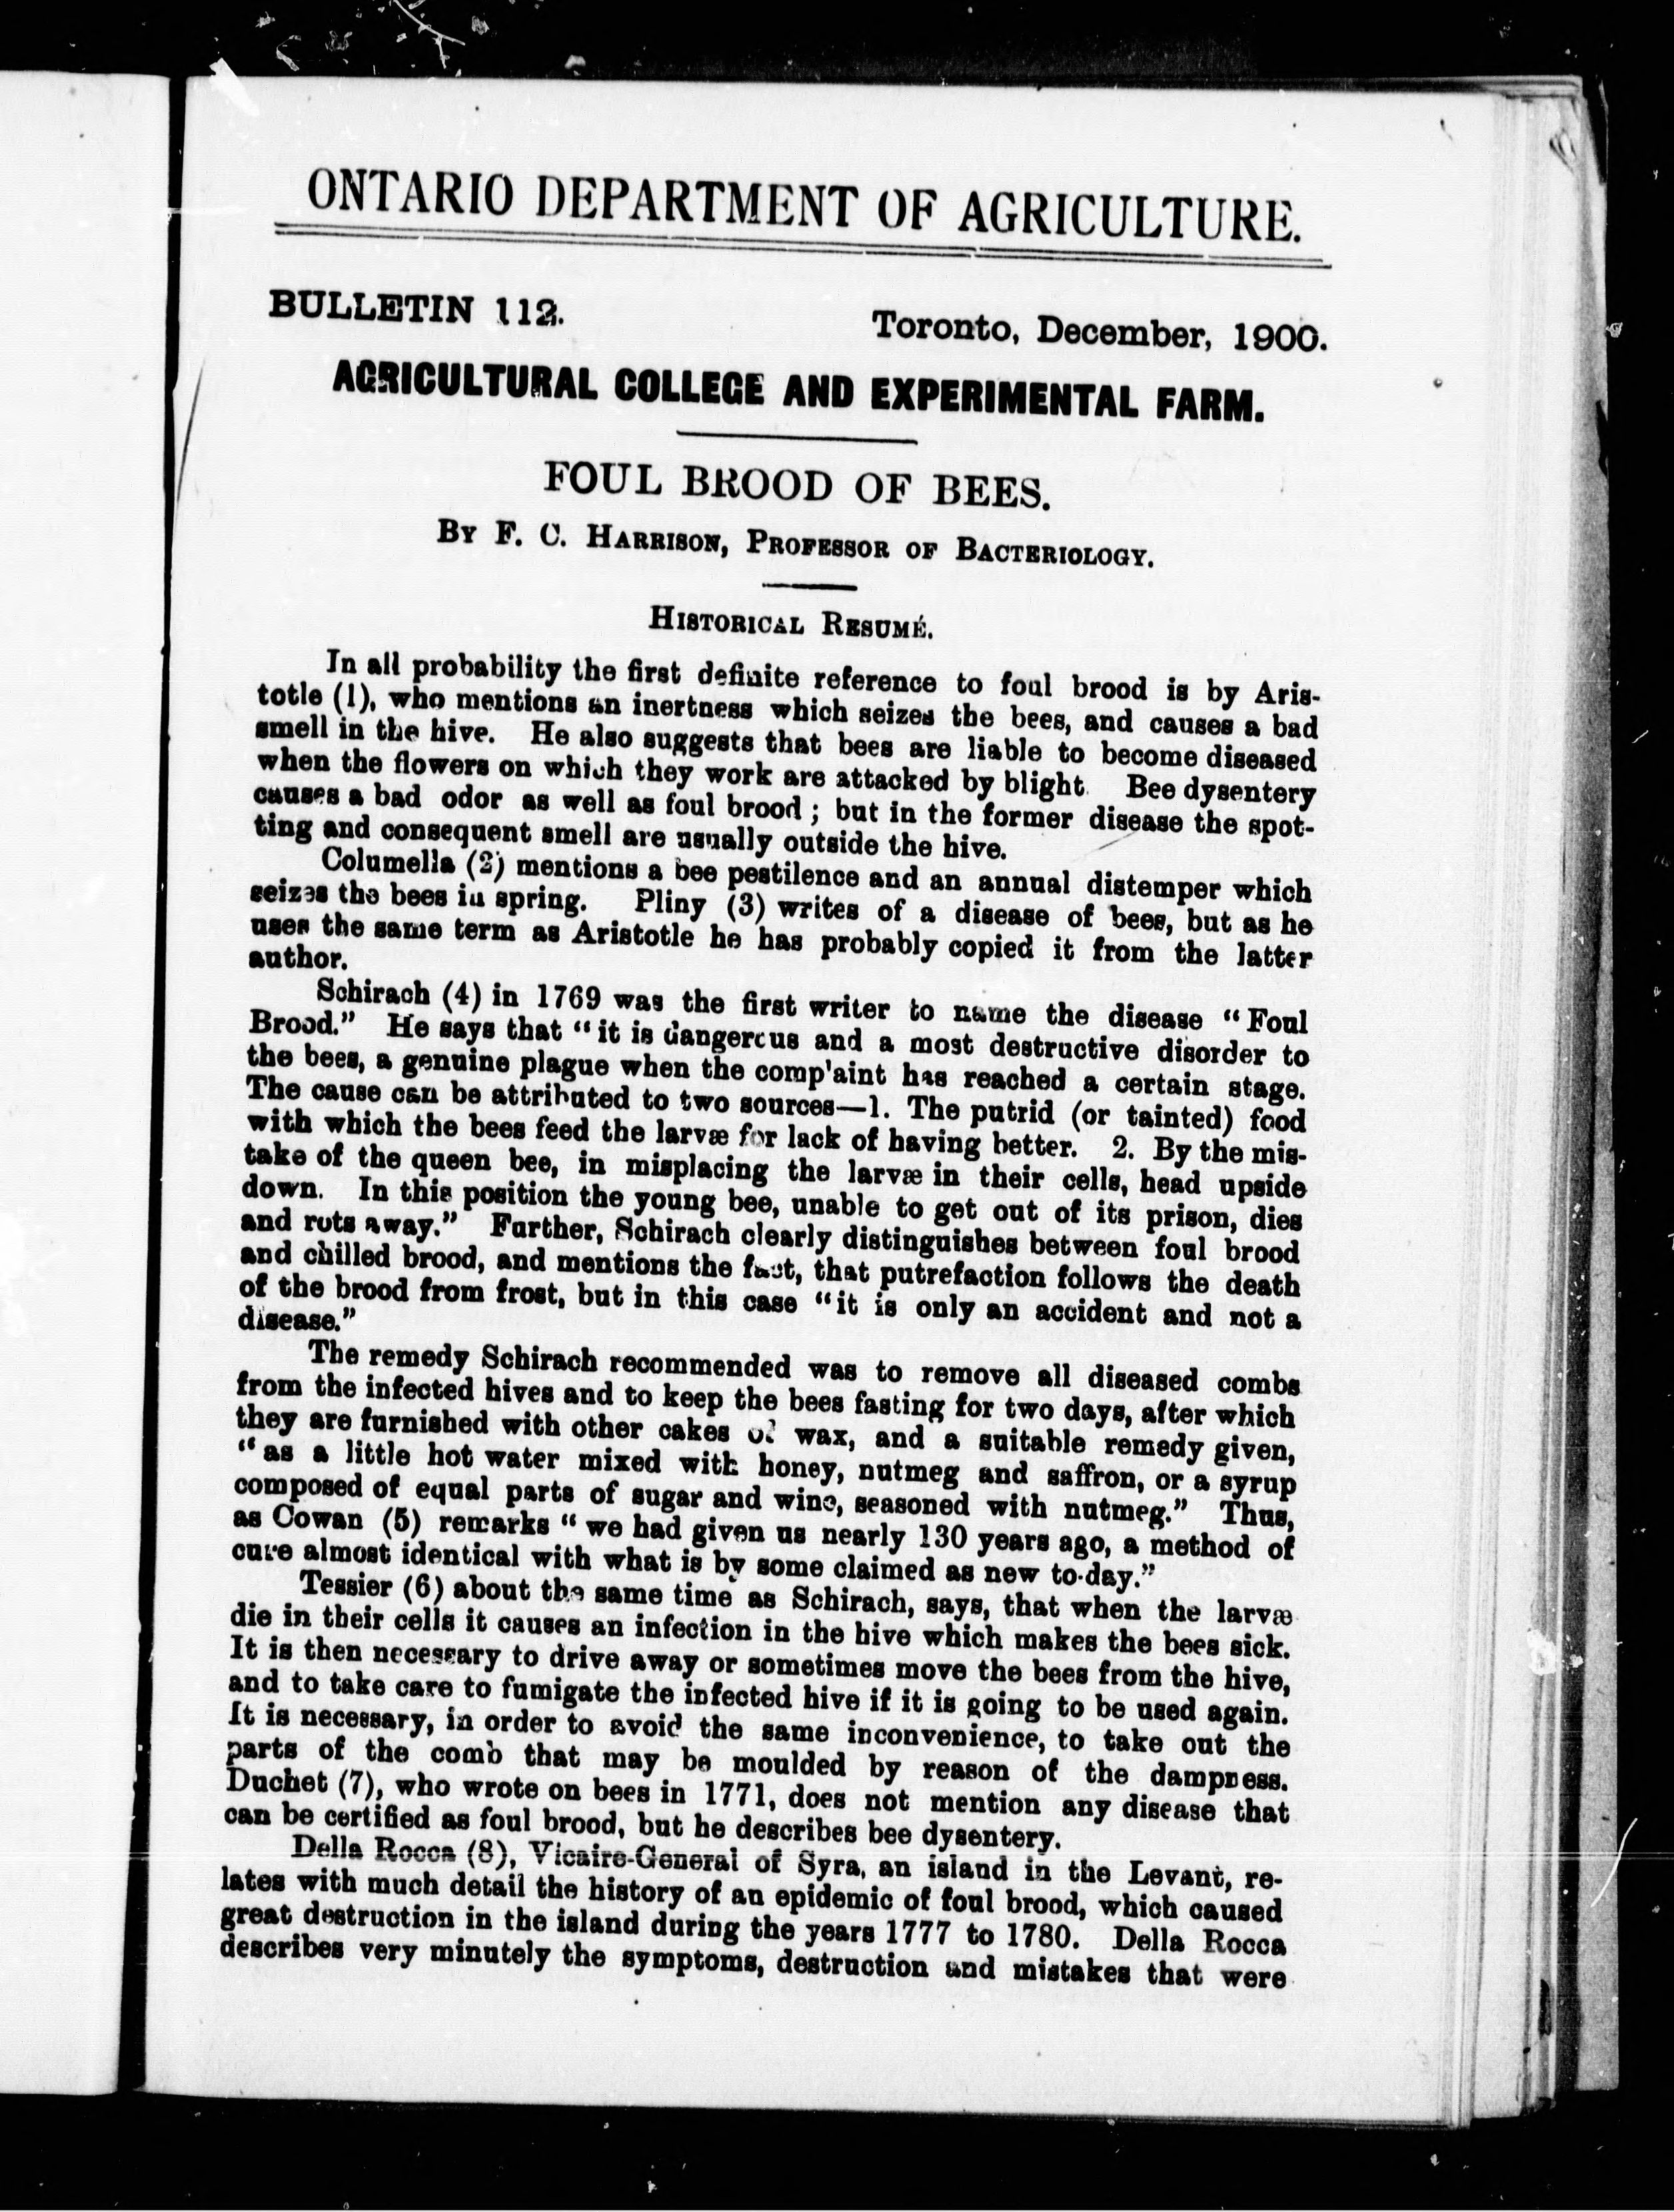 ONTARIO DEPARTMENT OF AGRICULTURE.
BULLETIN 112.
Toronto, December, 1900.
AGRICULTURAL COLLEGE AND EXPERIMENTAL FARM.
FOUL BROOD OF BEES.
BY F. C. HARRISON, PROFESSOR OF BACTERIOLOGY.
HISTORICAL RESUMÉ.
In all probability the first definite reference to foul brood is by Aris-
totle (1), who mentions an inertness which seizes the bees, and causes a bad
smell in the hive. He also suggests that bees are liable to become diseased
when the flowers on which they work are attacked by blight. Bee dysentery
causes a bad odor as well as foul brood ; but in the former disease the spot-
ting and consequent smell are usually outside the hive.
Columella (2) mentions a bee pestilence and an annual distemper which
seizes the bees in spring. Pliny (3) writes of a disease of bees, but as he
uses the same term as Aristotle he has probably copied it from the latter
author.
Schirach (4) in 1769 was the first writer to name the disease "Foul
Brood." He says that "it is dangerous and a most destructive disorder to
the bees, a genuine plague when the comp'aint has reached a certain stage.
The cause can be attributed to two sources—1. The putrid (or tainted) food
with which the bees feed the larvæ for lack of having better. 2. By the mis-
take of the queen bee, in misplacing the larvæ in their cells, head upside
down. In this position the young bee, unable to get out of its prison, dies
and rots away." Further, Schirach clearly distinguishes between foul brood
and chilled brood, and mentions the fact, that putrefaction follows the death
of the brood from frost, but in this case "it is only an accident and not a
disease."
The remedy Schirach recommended was to remove all diseased combs
from the infected hives and to keep the bees fasting for two days, after which
they are furnished with other cakes of wax, and a suitable remedy given,
"as a little hot water mixed with honey, nutmeg and saffron, or a syrup
composed of equal parts of sugar and wine, seasoned with nutmeg." Thus,
as Cowan (5) remarks "we had given us nearly 130 years ago, a method of
cure almost identical with what is by some claimed as new to-day."
Tessier (6) about the same time as Schirach, says, that when the larvæ
die in their cells it causes an infection in the hive which makes the bees sick.
It is then necessary to drive away or sometimes move the bees from the hive,
and to take care to fumigate the infected hive if it is going to be used again.
It is necessary, in order to avoid the same inconvenience, to take out the
parts of the comb that may be moulded by reason of the dampness.
Duchet (7), who wrote on bees in 1771, does not mention any disease that
can be certified as foul brood, but he describes bee dysentery.
Della Rocca (8), Vicaire-General of Syra, an island in the Levant, re-
lates with much detail the history of an epidemic of foul brood, which caused
great destruction in the island during the years 1777 to 1780. Della Rocca
describes very minutely the symptoms, destruction and mistakes that were